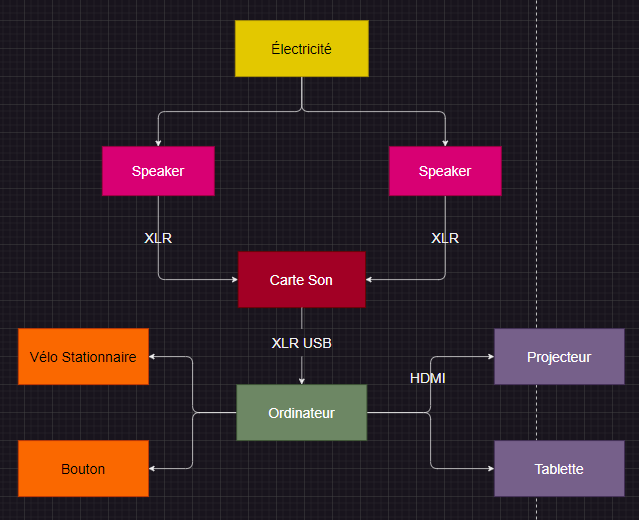 Électricité
Speaker
Speaker
XLR
XLR
Carte Son
XLR USB
Vélo Stationnaire
Projecteur
HDMI
Ordinateur
Bouton
Tablette